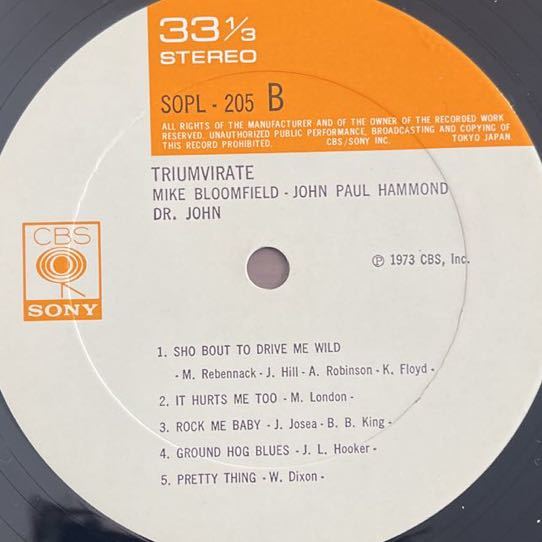 33 1/3
STEREO
SOPL - 205 B
ALL RIGHTS OF THE MANUFACTURER AND OF THE OWNER OF THE RECORDED WORK
RESERVED. UNAUTHORIZED PUBLIC PERFORMANCE, BROADCASTING AND COPYING OF
THIS RECORD PROHIBITED. CBS/SONY INC. TOKYO JAPAN.
TRIUMVIRATE
MIKE BLOOMFIELD - JOHN PAUL HAMMOND
DR. JOHN
CBS
SONY
℗ 1973 CBS, Inc.
1. SHO BOUT TO DRIVE ME WILD
- M. Rebennack - J. Hill - A. Robinson - K. Floyd -
2. IT HURTS ME TOO - M. London -
3. ROCK ME BABY - J. Josea - B. B. King -
4. GROUND HOG BLUES - J. L. Hooker -
5. PRETTY THING - W. Dixon -